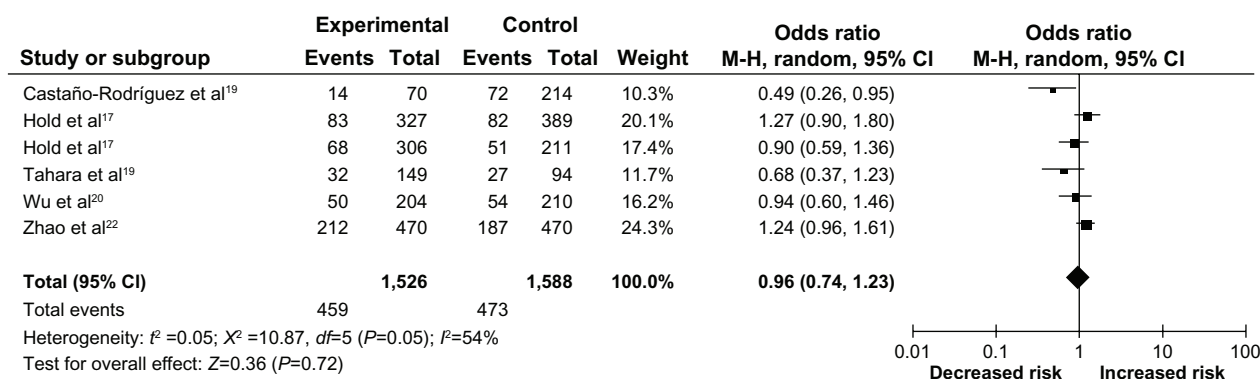 Experimental Control Odds ratio Odds ratio
Study or subgroup Events Total Events Total Weight M-H, random, 95% CI M-H, random, 95% CI
Castaño-Rodríguez et al¹⁹ 14 70 72 214 10.3% 0.49 (0.26, 0.95)
Hold et al¹⁷ 83 327 82 389 20.1% 1.27 (0.90, 1.80)
Hold et al¹⁷ 68 306 51 211 17.4% 0.90 (0.59, 1.36)
Tahara et al¹⁹ 32 149 27 94 11.7% 0.68 (0.37, 1.23)
Wu et al²⁰ 50 204 54 210 16.2% 0.94 (0.60, 1.46)
Zhao et al²² 212 470 187 470 24.3% 1.24 (0.96, 1.61)
Total (95% CI) 1,526 1,588 100.0% 0.96 (0.74, 1.23)
Total events 459 473
Heterogeneity: t² =0.05; X² =10.87, df=5 (P=0.05); I²=54%
Test for overall effect: Z=0.36 (P=0.72)
0.01 0.1 1 10 100
Decreased risk Increased risk